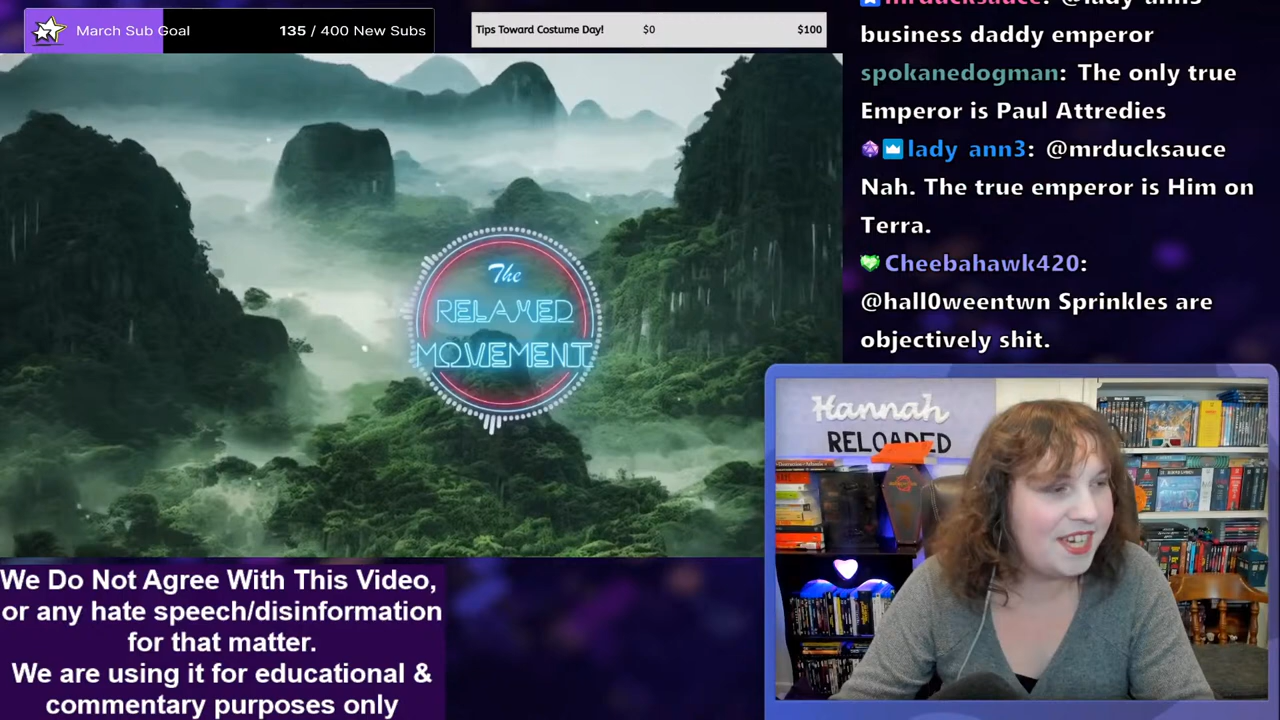 March Sub Goal
135 / 400 New Subs
Tips Toward Costume Day!
$0
$100
mrducksauce: @lady_ann3
business daddy emperor
spokanedogman: The only true
Emperor is Paul Attredies
lady_ann3: @mrducksauce
Nah. The true emperor is Him on
Terra.
Cheebahawk420:
@hall0weentwn Sprinkles are
objectively shit.
The
RELAXED
MOVEMENT
Hannah
RELOADED
We Do Not Agree With This Video,
or any hate speech/disinformation
for that matter.
We are using it for educational &
commentary purposes only